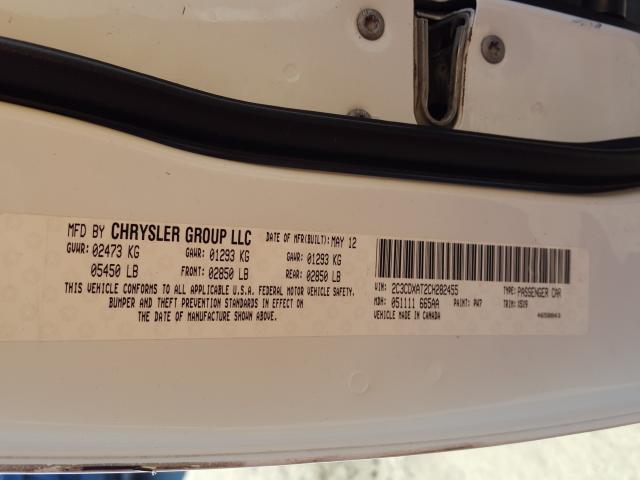 MFD BY CHRYSLER GROUP LLC DATE OF MFR(BUILT): MAY 12
GVWR: 02473 KG GAWR: 01293 KG GAWR: 01293 KG
05450 LB FRONT: 02850 LB REAR: 02850 LB
THIS VEHICLE CONFORMS TO ALL APPLICABLE U.S.A. FEDERAL MOTOR VEHICLE SAFETY,
BUMPER AND THEFT PREVENTION STANDARDS IN EFFECT ON
THE DATE OF MANUFACTURE SHOWN ABOVE.
VIN: 2C3CDXAT2CH282455 TYPE: PASSENGER CAR
MDH: 051111 665AA PAINT: PW7 TRIM: X5D9
VEHICLE MADE IN CANADA 4658043